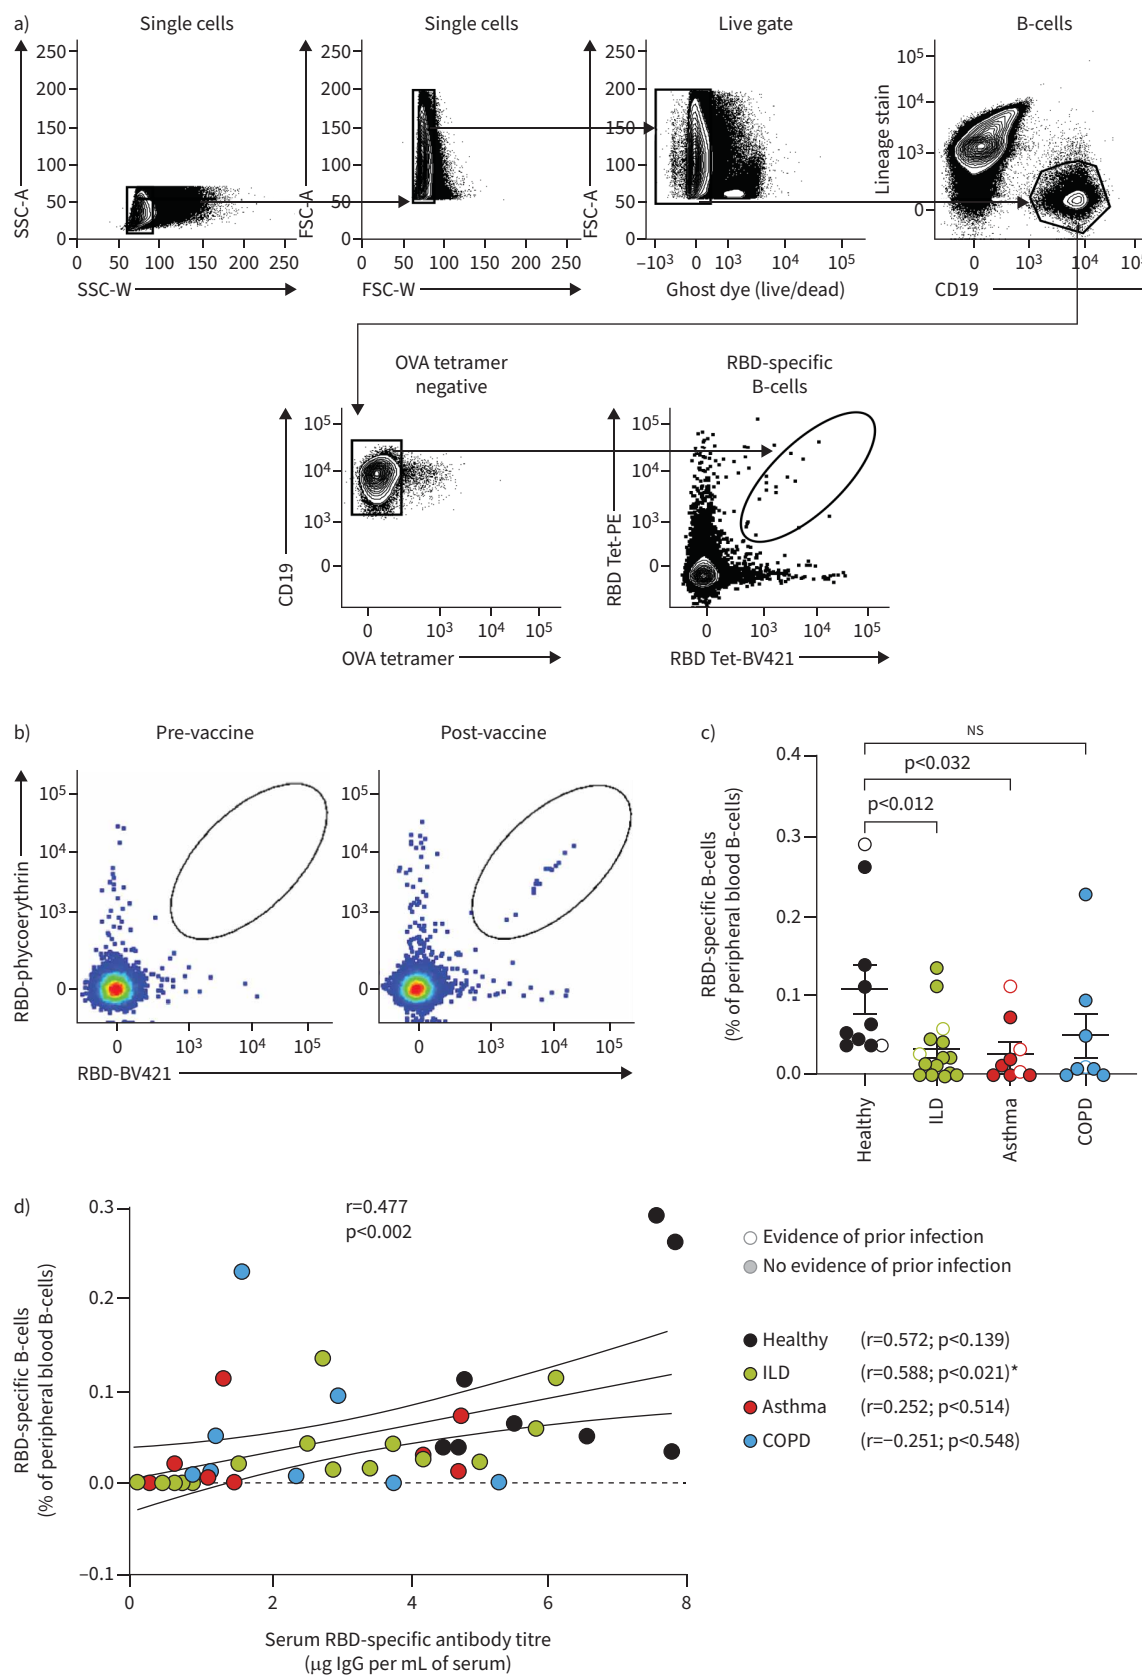 a)
Single cells
Single cells
Live gate
B-cells
SSC-A
250
200
150
100
50
0
0 50 100 150 200 250
SSC-W
FSC-A
250
200
150
100
50
0
0 50 100 150 200 250
FSC-W
FSC-A
250
200
150
100
50
0
–10³ 0 10³ 10⁴ 10⁵
Ghost dye (live/dead)
Lineage stain
10⁵
10⁴
10³
0
0 10³ 10⁴ 10⁵
CD19
OVA tetramer
negative
CD19
10⁵
10⁴
10³
0
0 10³ 10⁴ 10⁵
OVA tetramer
RBD-specific
B-cells
RBD Tet-PE
10⁵
10⁴
10³
0
0 10³ 10⁴ 10⁵
RBD Tet-BV421
b)
Pre-vaccine
Post-vaccine
RBD-phycoerythrin
10⁵
10⁴
10³
0
0 10³ 10⁴ 10⁵
10⁵
10⁴
10³
0
0 10³ 10⁴ 10⁵
RBD-BV421
c)
RBD-specific B-cells
(% of peripheral blood B-cells)
0.4
0.3
0.2
0.1
0.0
NS
p<0.032
p<0.012
Healthy
ILD
Asthma
COPD
d)
RBD-specific B-cells
(% of peripheral blood B-cells)
0.3
0.2
0.1
0.0
–0.1
r=0.477
p<0.002
0 2 4 6 8
Serum RBD-specific antibody titre
(μg IgG per mL of serum)
Evidence of prior infection
No evidence of prior infection
Healthy (r=0.572; p<0.139)
ILD (r=0.588; p<0.021)*
Asthma (r=0.252; p<0.514)
COPD (r=−0.251; p<0.548)